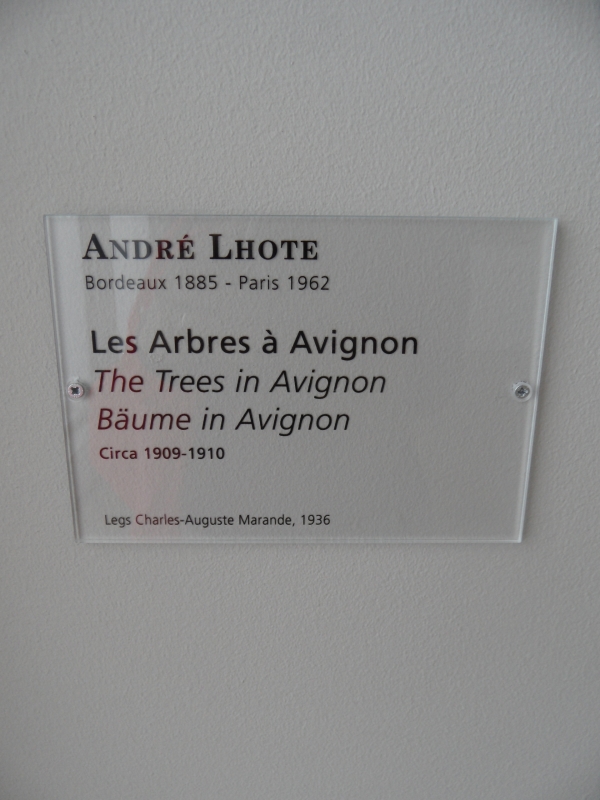 ANDRÉ LHOTE
Bordeaux 1885 - Paris 1962
Les Arbres à Avignon
The Trees in Avignon
Bäume in Avignon
Circa 1909-1910
Legs Charles-Auguste Marande, 1936